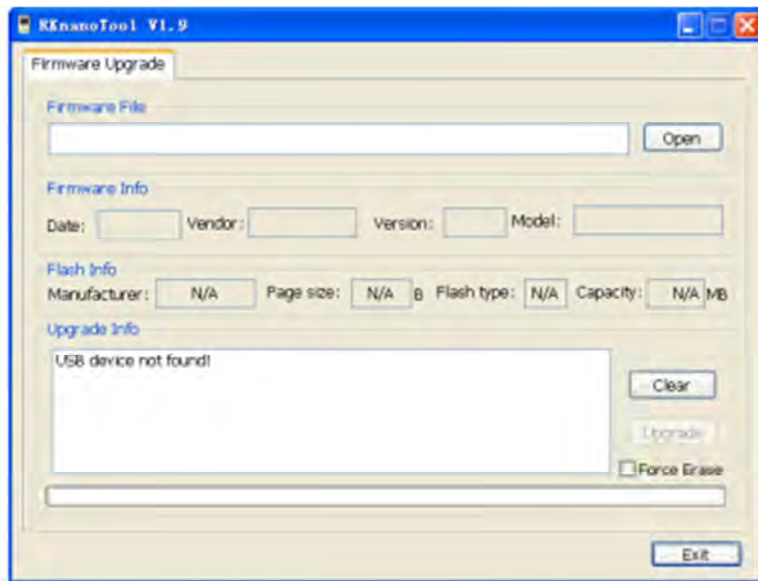 RKnanoTool V1.9
Firmware Upgrade
Firmware File
Open
Firmware Info
Date: Vendor: Version: Model:
Flash Info
Manufacturer: N/A Page size: N/A B Flash type: N/A Capacity: N/A MB
Upgrade Info
USB device not found!
Clear
Upgrade
Force Erase
Exit